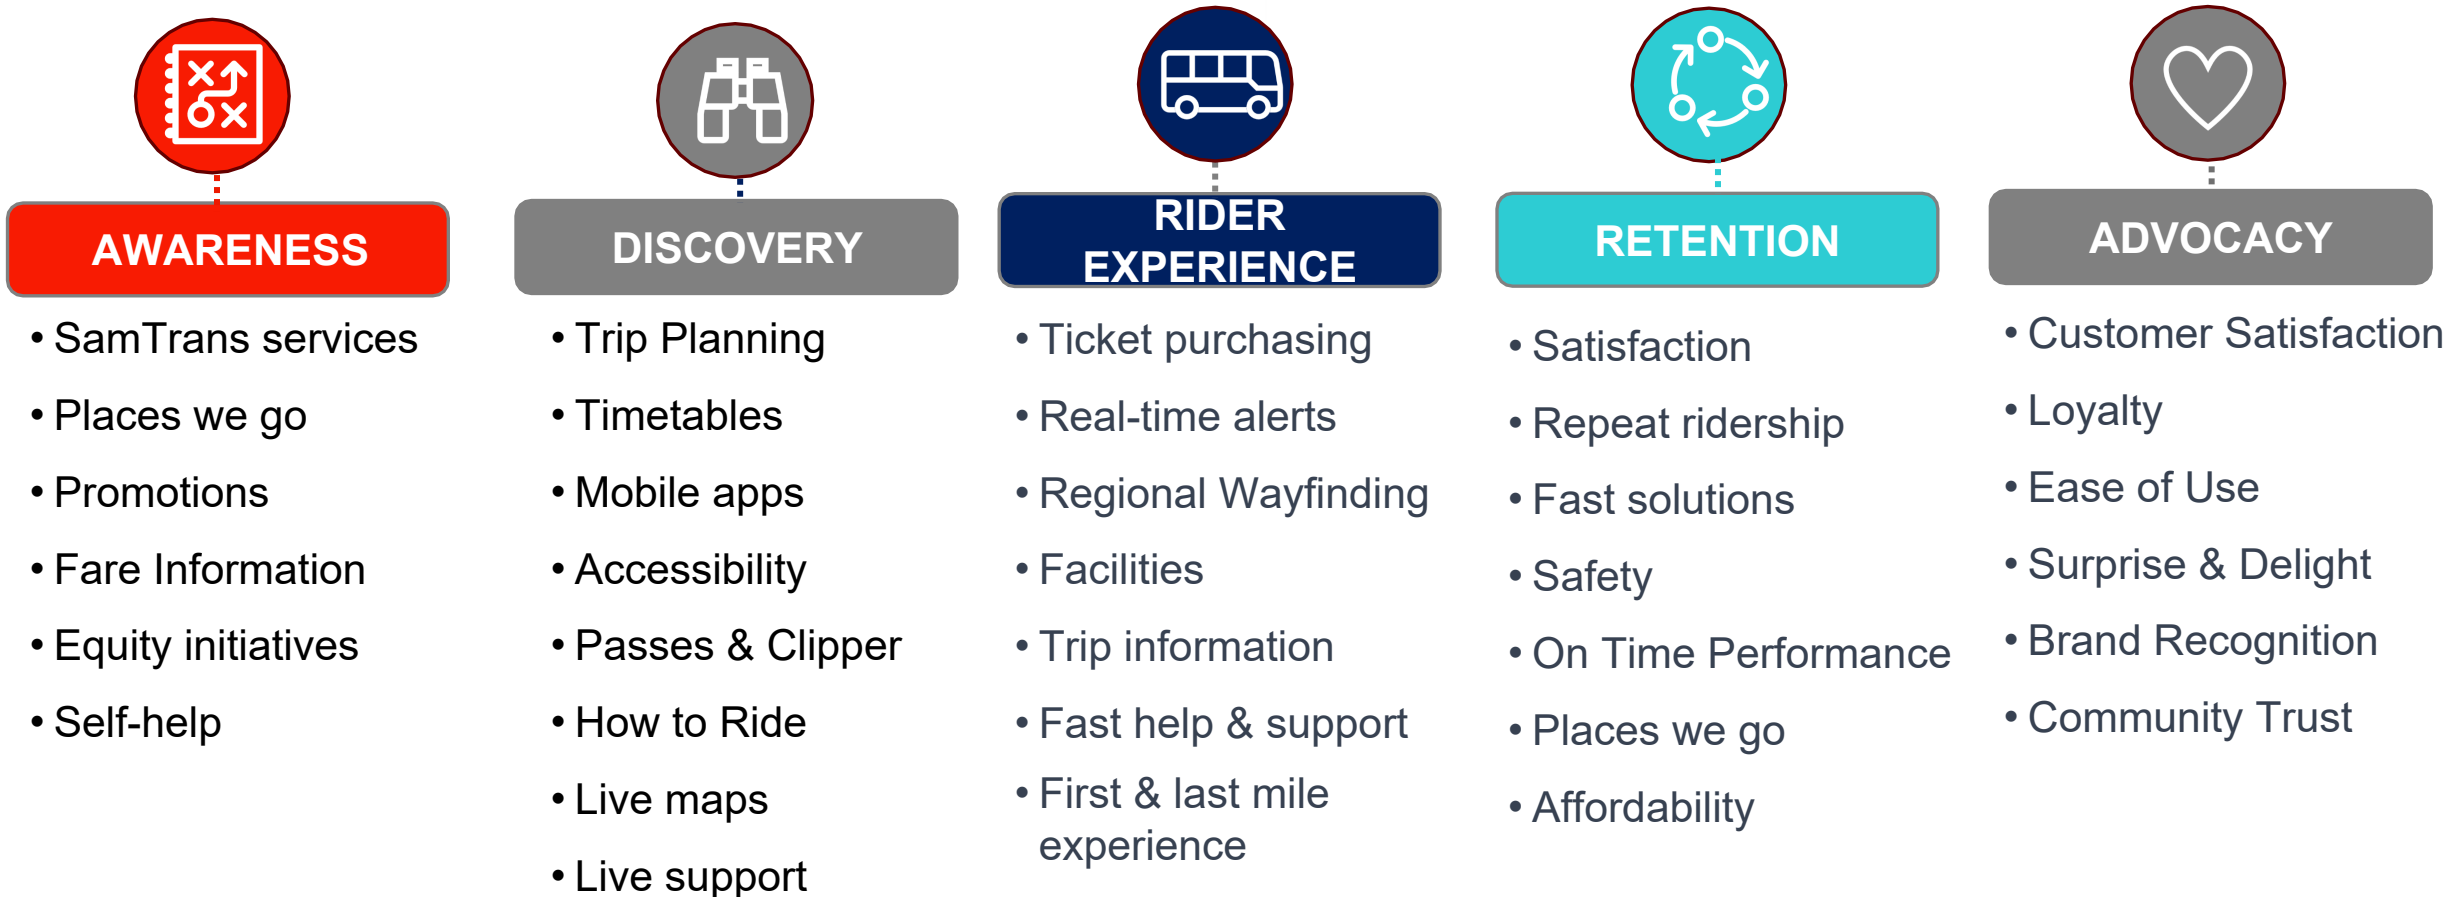 AWARENESS
• SamTrans services
• Places we go
• Promotions
• Fare Information
• Equity initiatives
• Self-help
DISCOVERY
• Trip Planning
• Timetables
• Mobile apps
• Accessibility
• Passes & Clipper
• How to Ride
• Live maps
• Live support
RIDER
EXPERIENCE
• Ticket purchasing
• Real-time alerts
• Regional Wayfinding
• Facilities
• Trip information
• Fast help & support
• First & last mile
experience
RETENTION
• Satisfaction
• Repeat ridership
• Fast solutions
• Safety
• On Time Performance
• Places we go
• Affordability
ADVOCACY
• Customer Satisfaction
• Loyalty
• Ease of Use
• Surprise & Delight
• Brand Recognition
• Community Trust